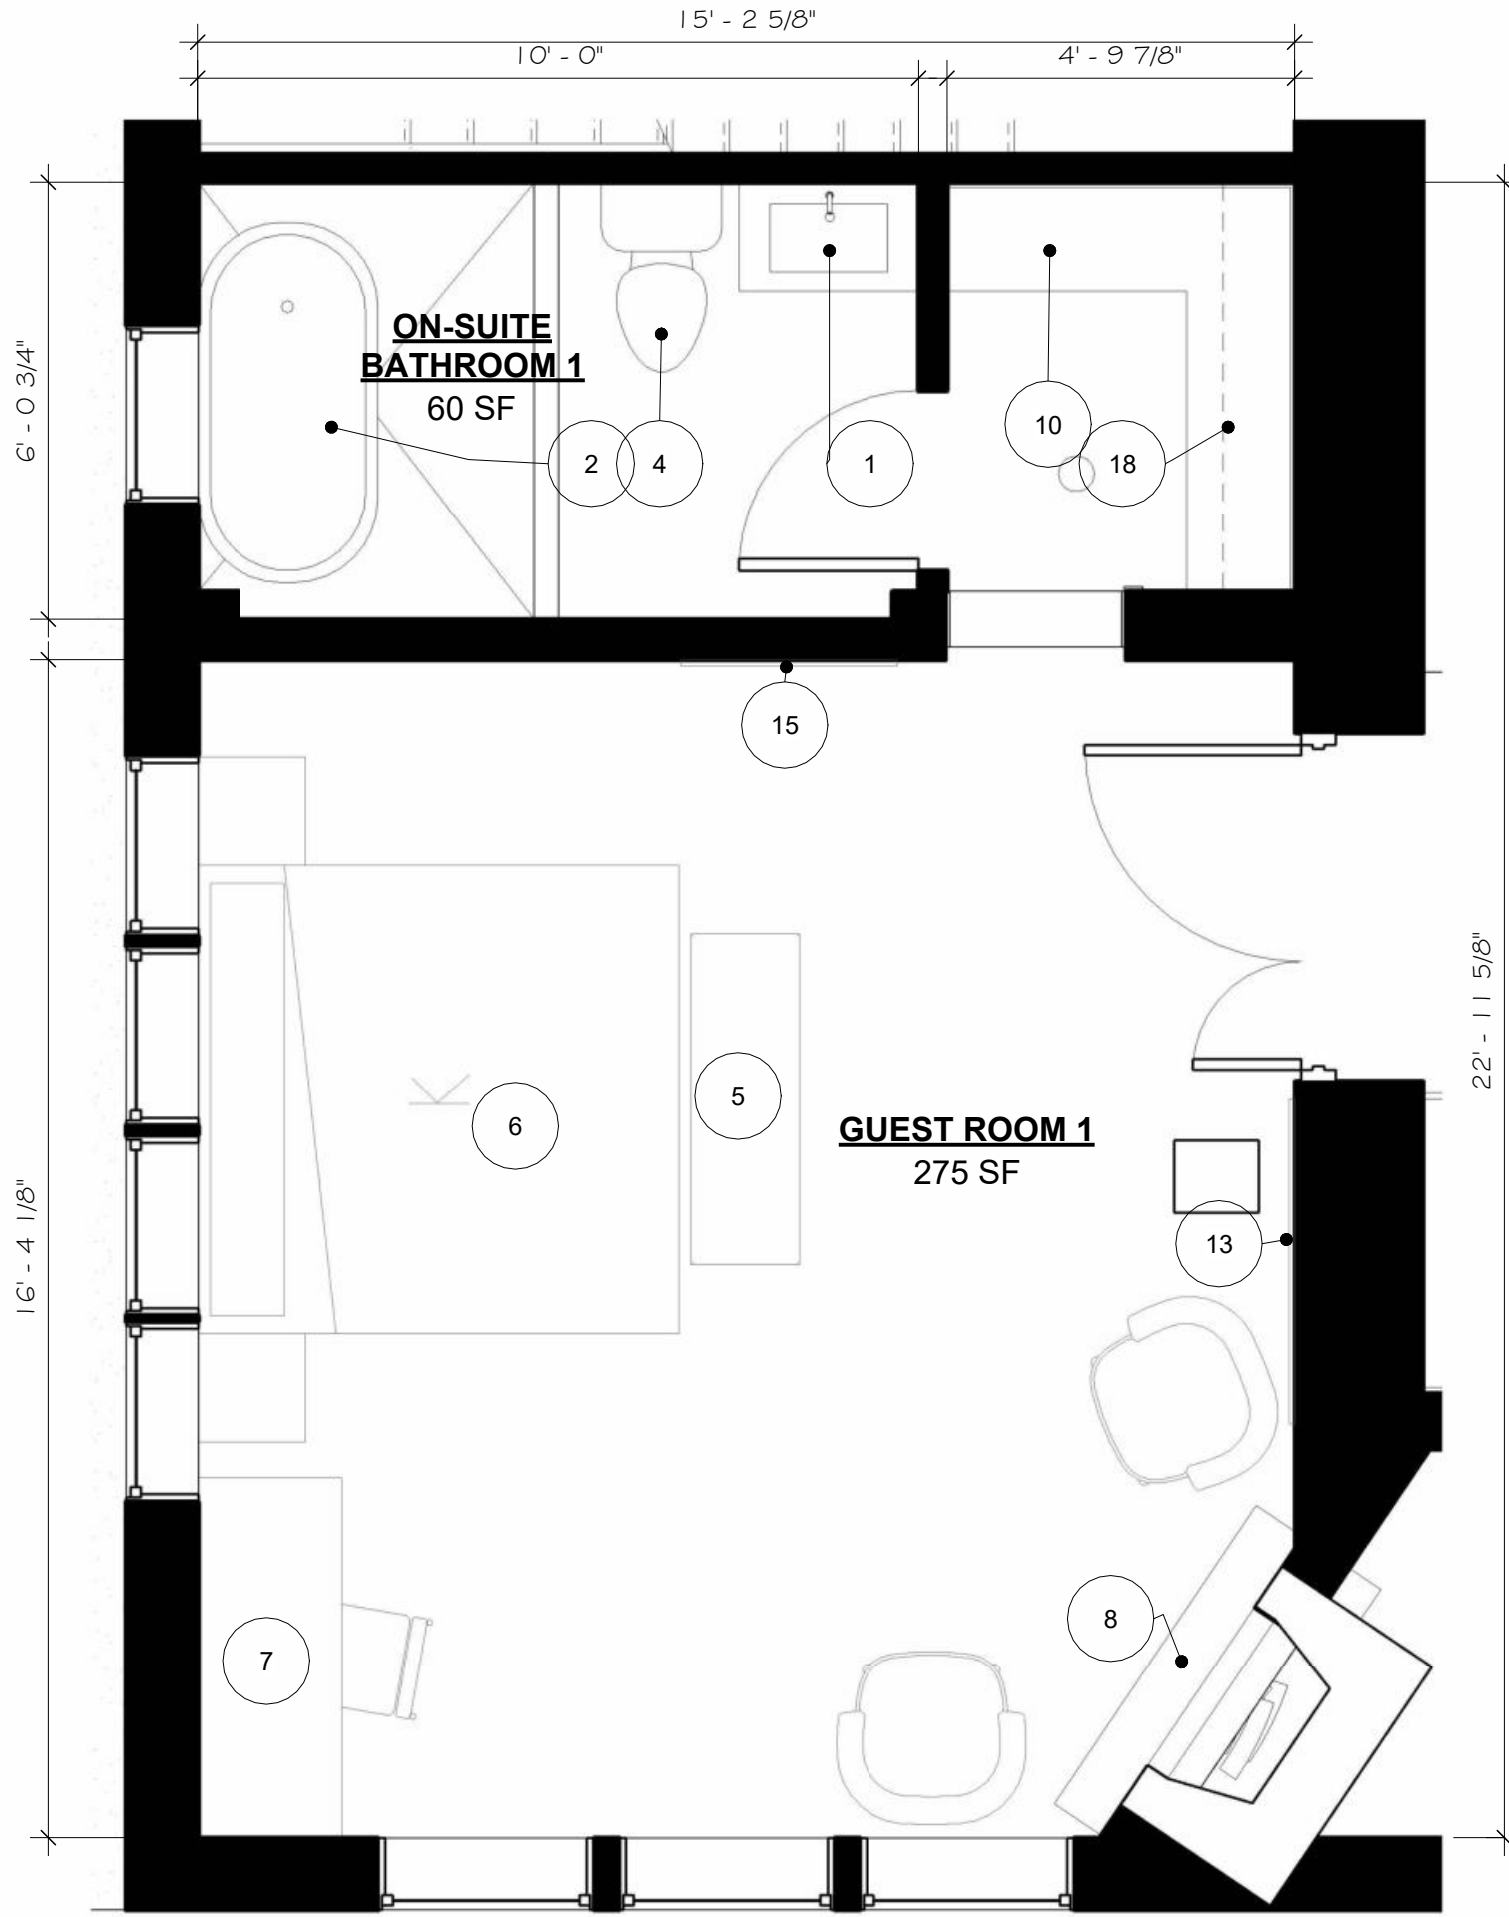 15' - 2 5/8"
10' - 0"
4' - 9 7/8"
6' - 0 3/4"
ON-SUITE
BATHROOM 1
60 SF
2
4
1
10
18
15
16' - 4 1/8"
22' - 11 5/8"
6
5
GUEST ROOM 1
275 SF
13
7
8
K